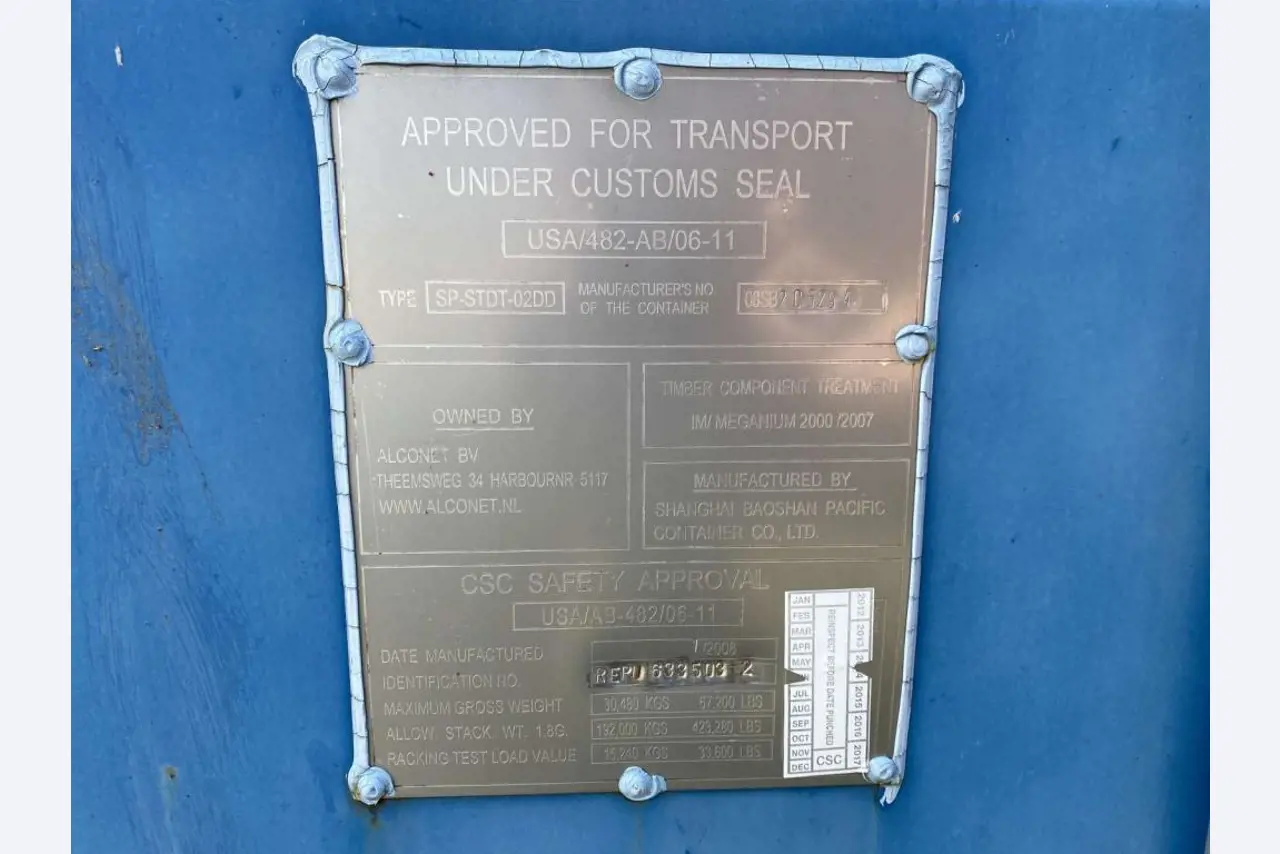 APPROVED FOR TRANSPORT
UNDER CUSTOMS SEAL
USA/482-AB/06-11
TYPE SP-STDT-02DD MANUFACTURER'S NO
OF THE CONTAINER
OWNED BY
ALCONET BV
THEEMSWEG 34 HARBOURNR 5117
WWW.ALCONET.NL
TIMBER COMPONENT TREATMENT
IM/ MEGANIUM 2000 /2007
MANUFACTURED BY
SHANGHAI BAOSHAN PACIFIC
CONTAINER CO., LTD.
CSC SAFETY APPROVAL
USA/AB-482/06-11
DATE MANUFACTURED 1 /2008
IDENTIFICATION NO. REPU 633503 2
MAXIMUM GROSS WEIGHT 30,480 KGS 67,200 LBS
ALLOW. STACK. WT. 1.8G. 192,000 KGS 423,280 LBS
RACKING TEST LOAD VALUE 15,240 KGS 33,600 LBS
JAN
FEB
MAR
APR
MAY
JUL
AUG
SEP
OCT
NOV
DEC
REINSPECT BEFORE DATE PUNCHED
CSC
2012 2013 2015 2016 2017